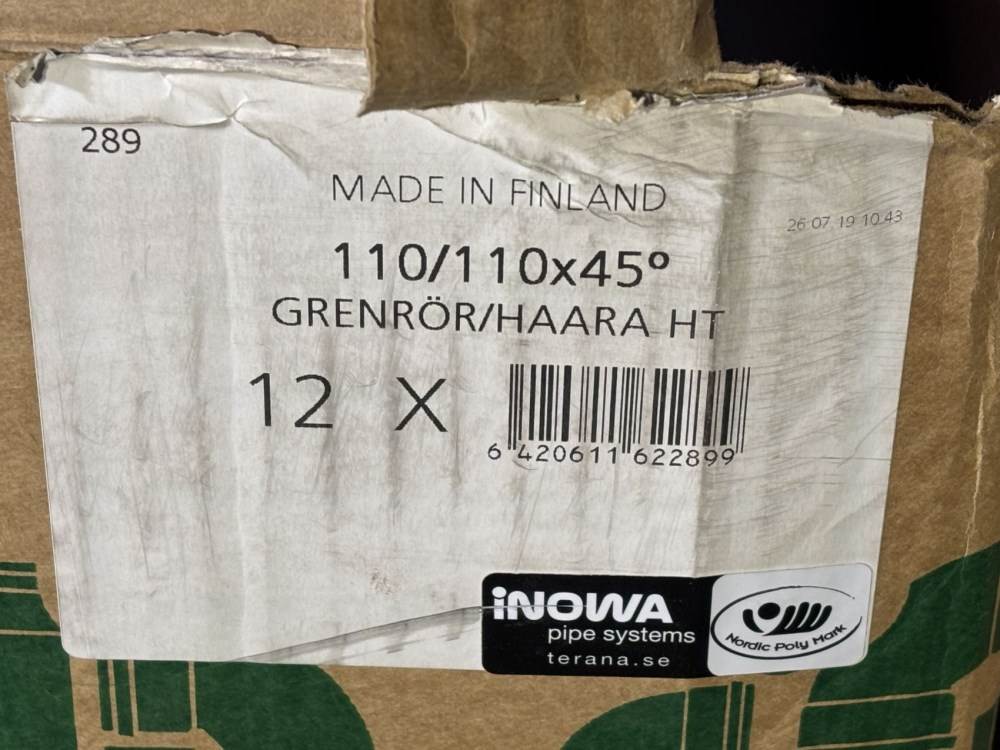 289
MADE IN FINLAND
26 07 19 10.43
110/110x45°
GRENRÖR/HAARA HT
12 X
6 420611 622899
iNOWA
pipe systems
terana.se
Nordic Poly Mark